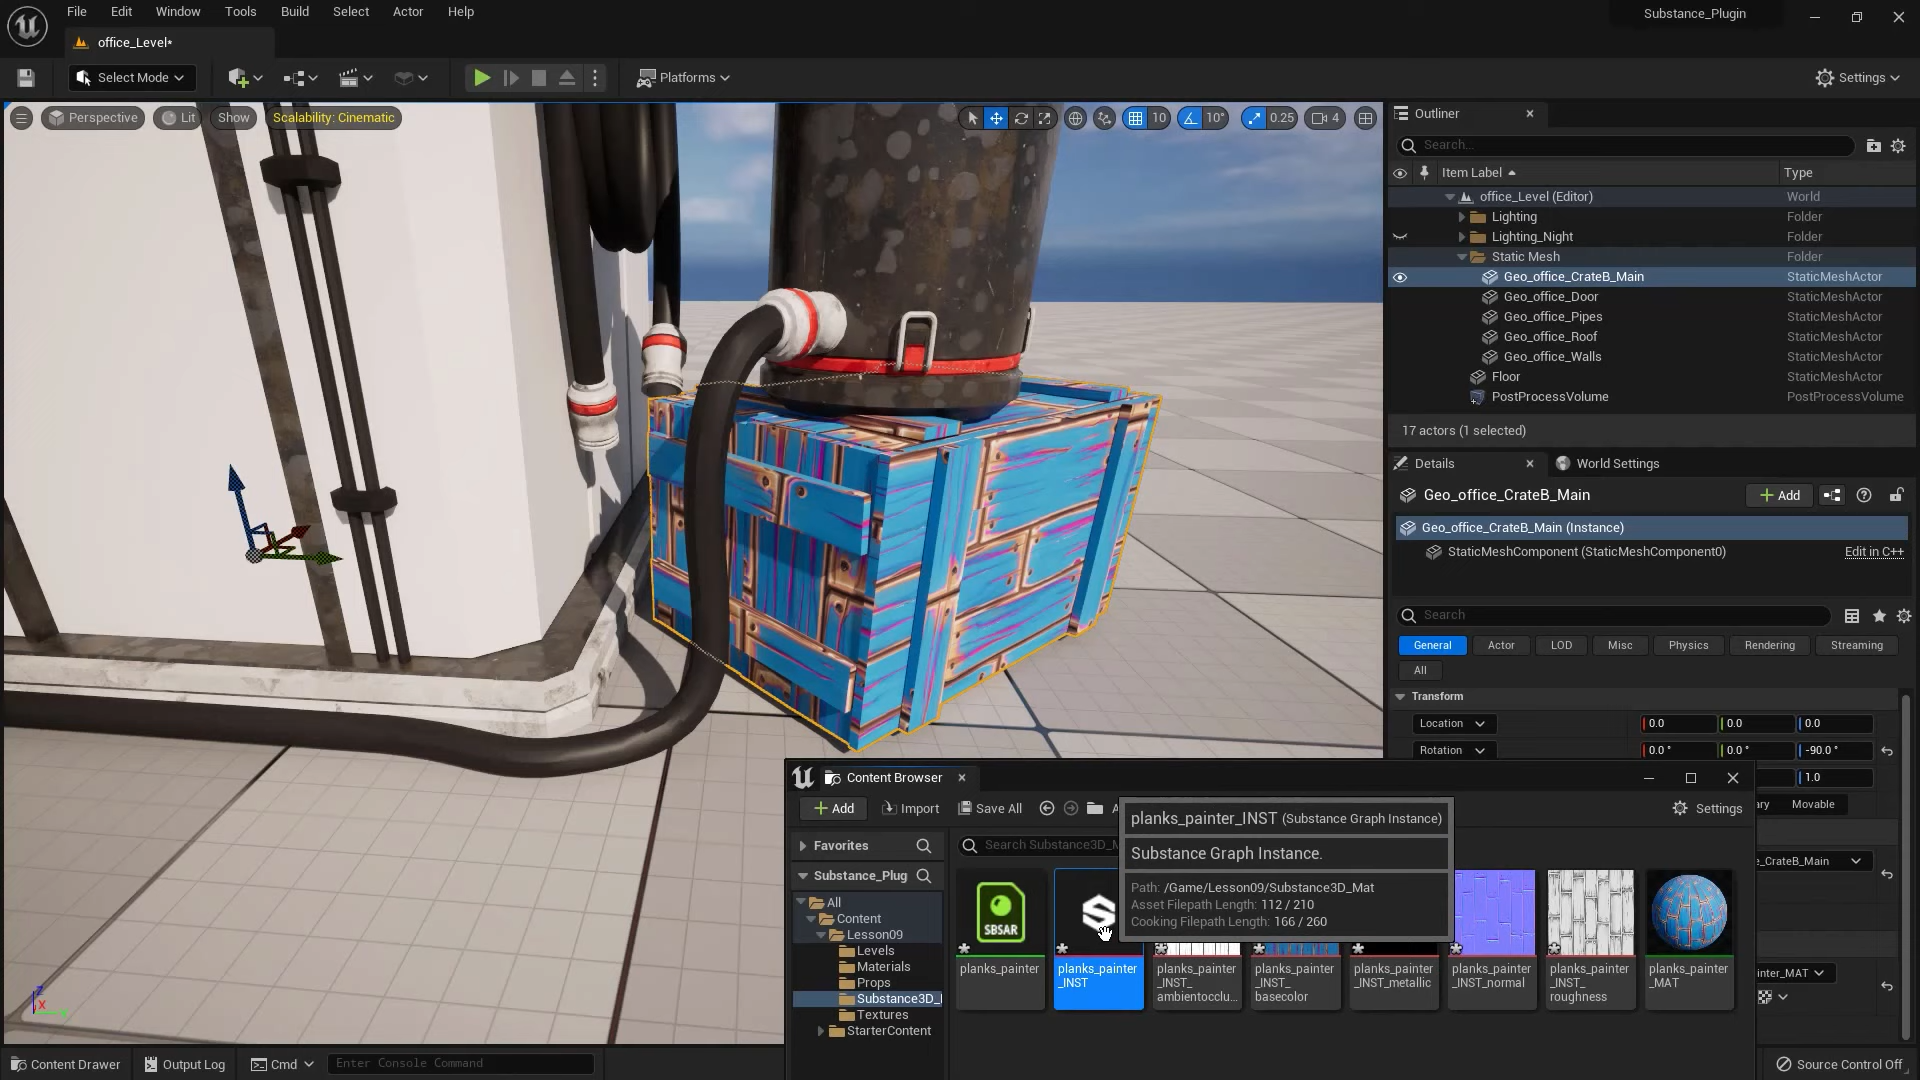 File Edit Window Tools Build Select Actor Help
Substance_Plugin
office_Level*
Select Mode
Platforms
Settings
Perspective Lit Show Scalability: Cinematic
10 10° 0.25 4
Outliner
Search...
Item Label Type
office_Level (Editor) World
Lighting Folder
Lighting_Night Folder
Static Mesh Folder
Geo_office_CrateB_Main StaticMeshActor
Geo_office_Door StaticMeshActor
Geo_office_Pipes StaticMeshActor
Geo_office_Roof StaticMeshActor
Geo_office_Walls StaticMeshActor
Floor StaticMeshActor
PostProcessVolume PostProcessVolume
17 actors (1 selected)
Details World Settings
Geo_office_CrateB_Main Add
Geo_office_CrateB_Main (Instance)
StaticMeshComponent (StaticMeshComponent0) Edit in C++
Search
General Actor LOD Misc Physics Rendering Streaming
All
Transform
Location 0.0 0.0 0.0
Rotation 0.0 ° 0.0 ° -90.0 °
1.0
Movable
_CrateB_Main
inter_MAT
Content Browser
Add Import Save All Settings
Favorites
Search Substance3D_M
Substance_Plug
All
Content
Lesson09
Levels
Materials
Props
Substance3D_
Textures
StarterContent
planks_painter_INST (Substance Graph Instance)
Substance Graph Instance.
Path: /Game/Lesson09/Substance3D_Mat
Asset Filepath Length: 112 / 210
Cooking Filepath Length: 166 / 260
SBSAR
planks_painter
planks_painter
_INST
planks_painter
_INST_
ambientocclu...
planks_painter
_INST_
basecolor
planks_painter
_INST_metallic
planks_painter
_INST_normal
planks_painter
_INST_
roughness
planks_painter
_MAT
Z
X
Content Drawer Output Log Cmd Enter Console Command Source Control Off